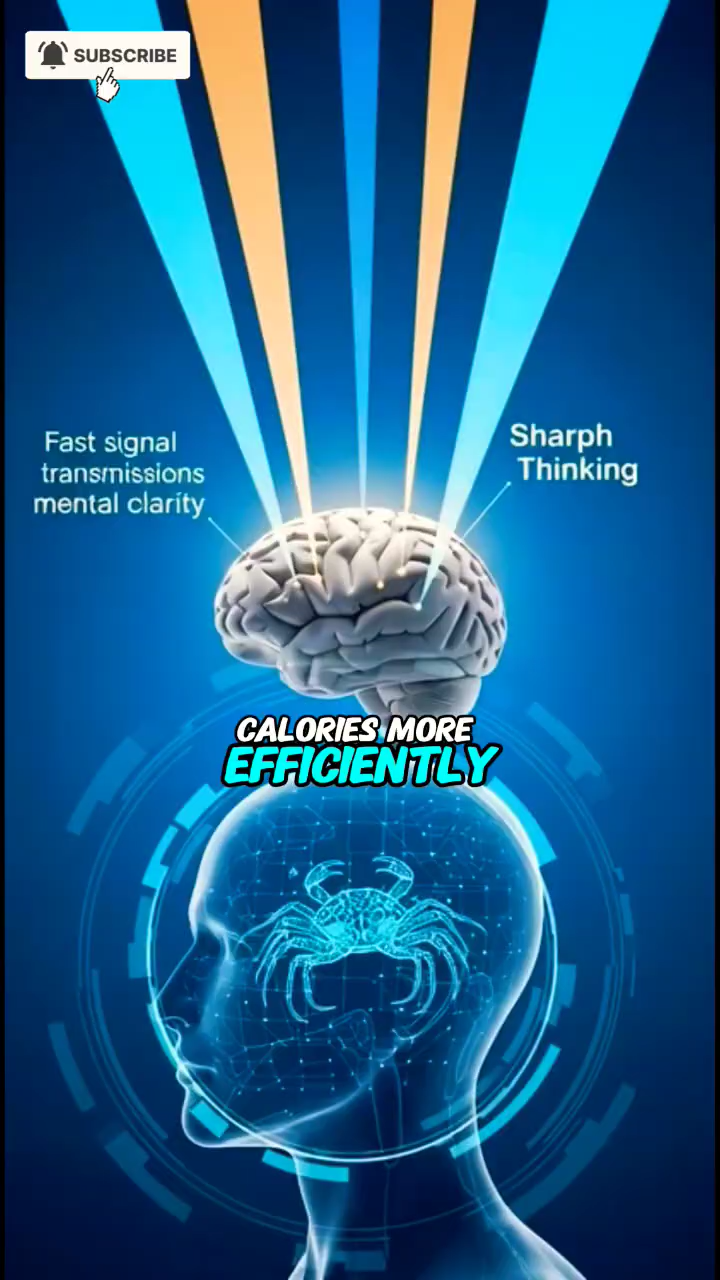 SUBSCRIBE
Fast signal
transmissions
mental clarity
Sharph
Thinking
CALORIES MORE
EFFICIENTLY